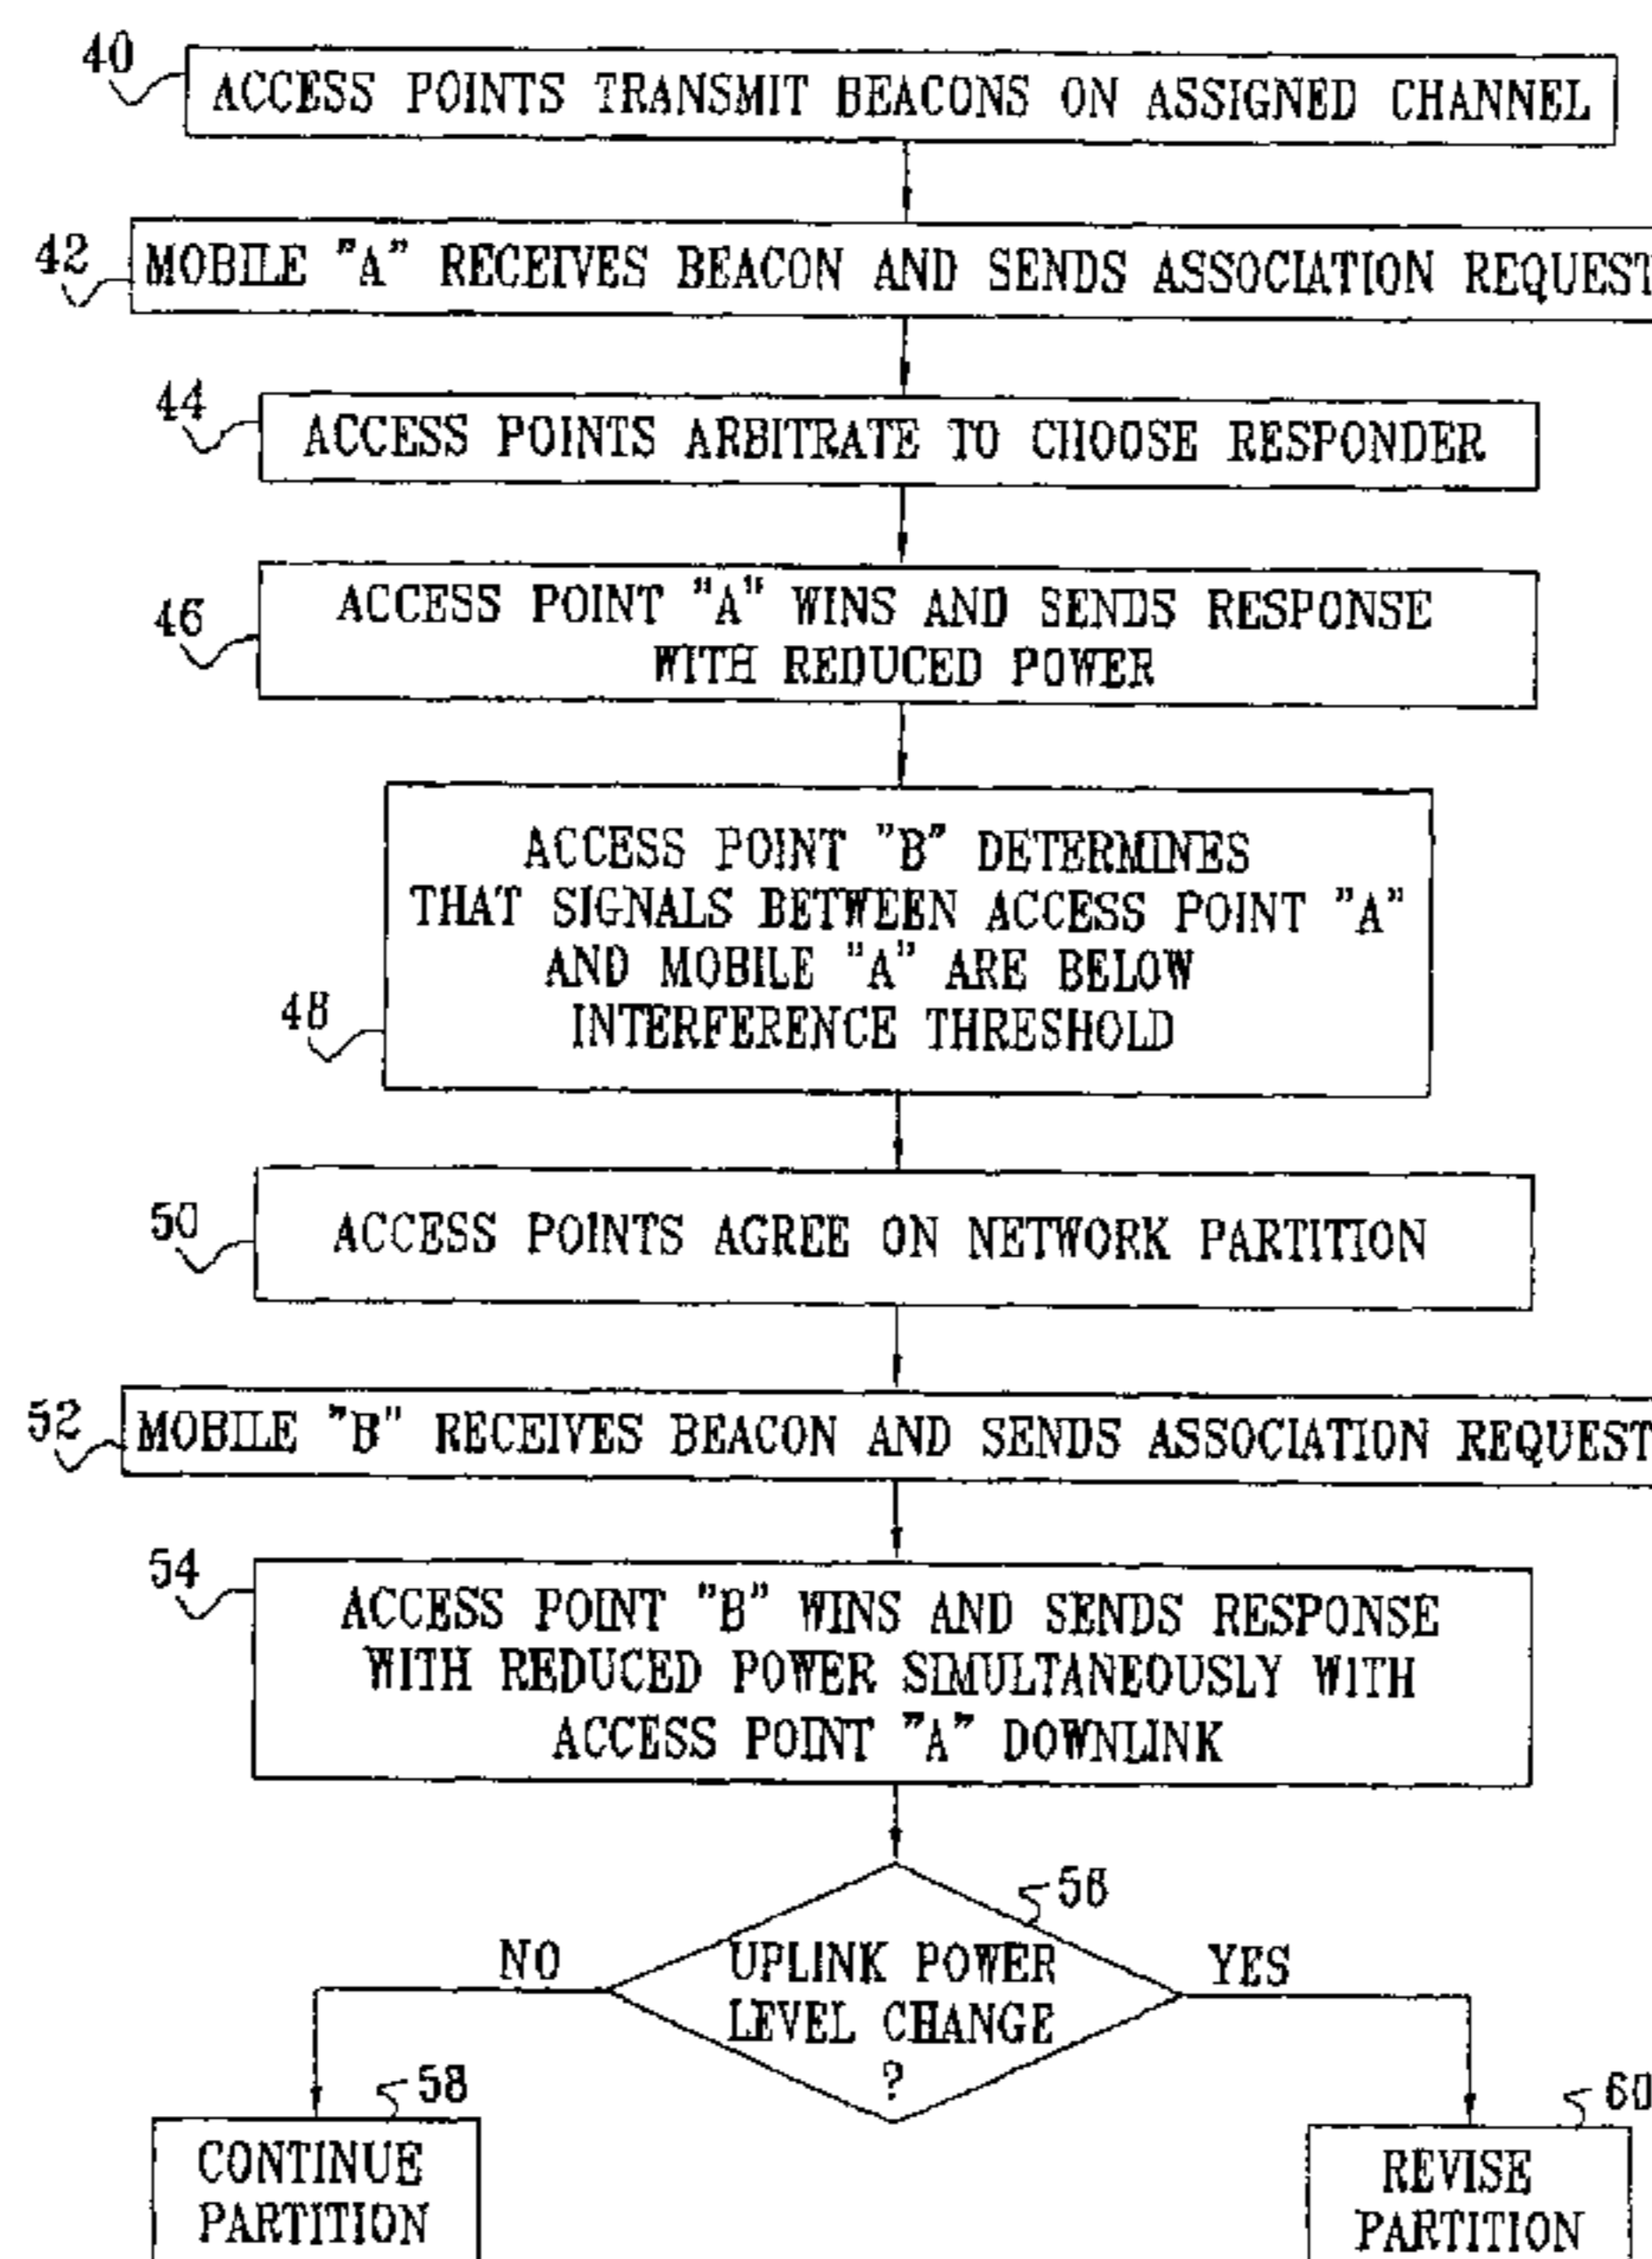 40
ACCESS POINTS TRANSMIT BEACONS ON ASSIGNED CHANNEL
42
MOBILE "A" RECEIVES BEACON AND SENDS ASSOCIATION REQUEST
44
ACCESS POINTS ARBITRATE TO CHOOSE RESPONDER
46
ACCESS POINT "A" WINS AND SENDS RESPONSE
WITH REDUCED POWER
48
ACCESS POINT "B" DETERMINES
THAT SIGNALS BETWEEN ACCESS POINT "A"
AND MOBILE "A" ARE BELOW
INTERFERENCE THRESHOLD
50
ACCESS POINTS AGREE ON NETWORK PARTITION
52
MOBILE "B" RECEIVES BEACON AND SENDS ASSOCIATION REQUEST
54
ACCESS POINT "B" WINS AND SENDS RESPONSE
WITH REDUCED POWER SIMULTANEOUSLY WITH
ACCESS POINT "A" DOWNLINK
56
UPLINK POWER
LEVEL CHANGE
?
NO
YES
58
CONTINUE
PARTITION
60
REVISE
PARTITION